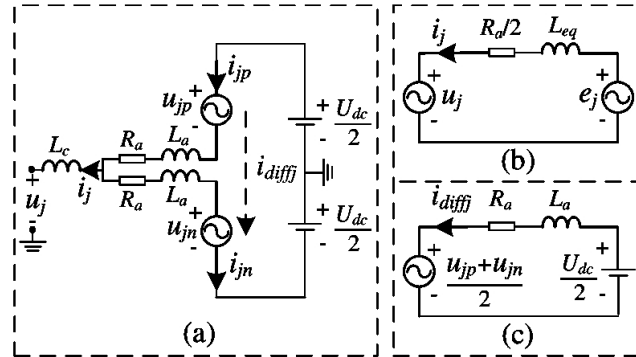 i_jp
u_jp + -
U_dc/2 + -
L_c R_a L_a
i_j i_diffj
R_a L_a
u_j + -
u_jn + -
U_dc/2 + -
i_jn
(a)
i_j R_a/2 L_eq
+ u_j - + e_j -
(b)
i_diffj R_a L_a
+ (u_jp+u_jn)/2 - U_dc/2 + -
(c)